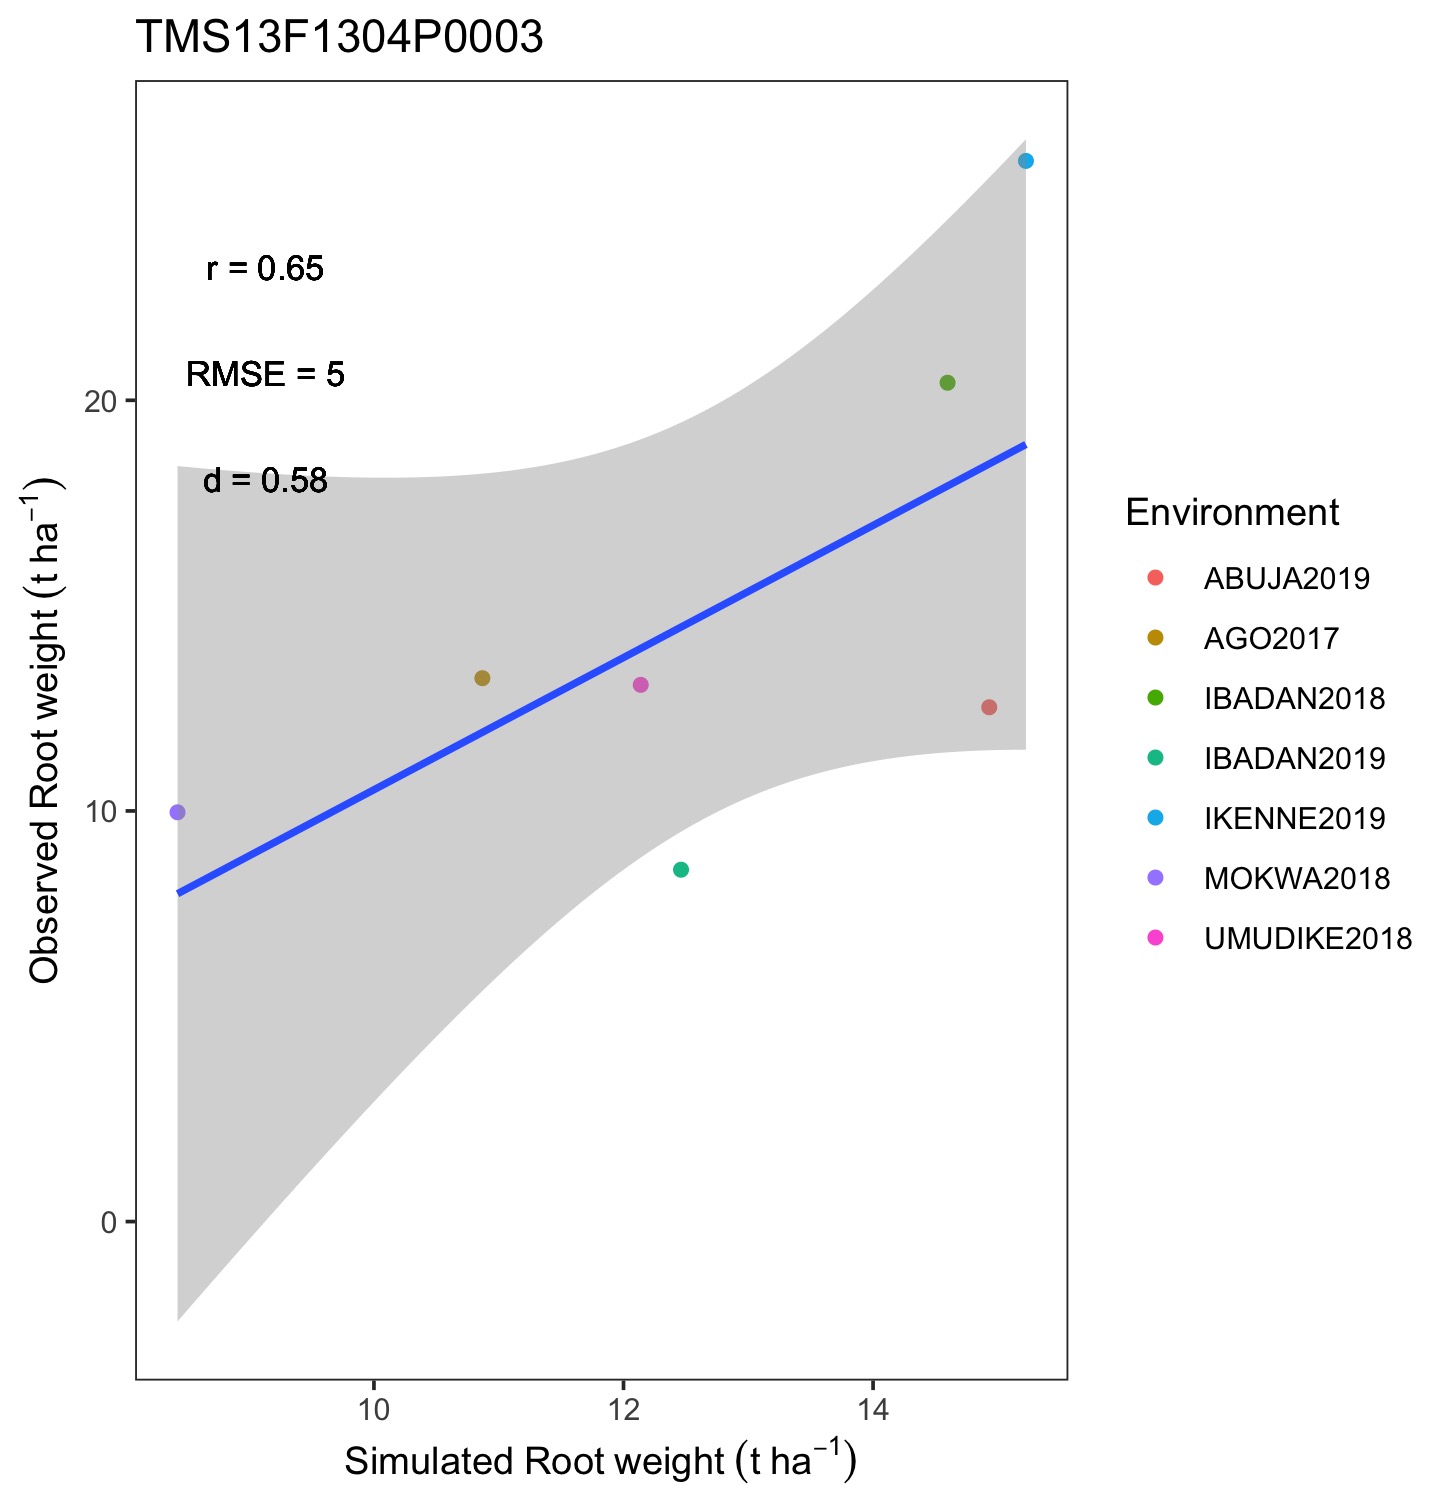 TMS13F1304P0003
r = 0.65
RMSE = 5
d = 0.58
20
10
0
Observed Root weight (t ha⁻¹)
10 12 14
Simulated Root weight (t ha⁻¹)
Environment
ABUJA2019
AGO2017
IBADAN2018
IBADAN2019
IKENNE2019
MOKWA2018
UMUDIKE2018